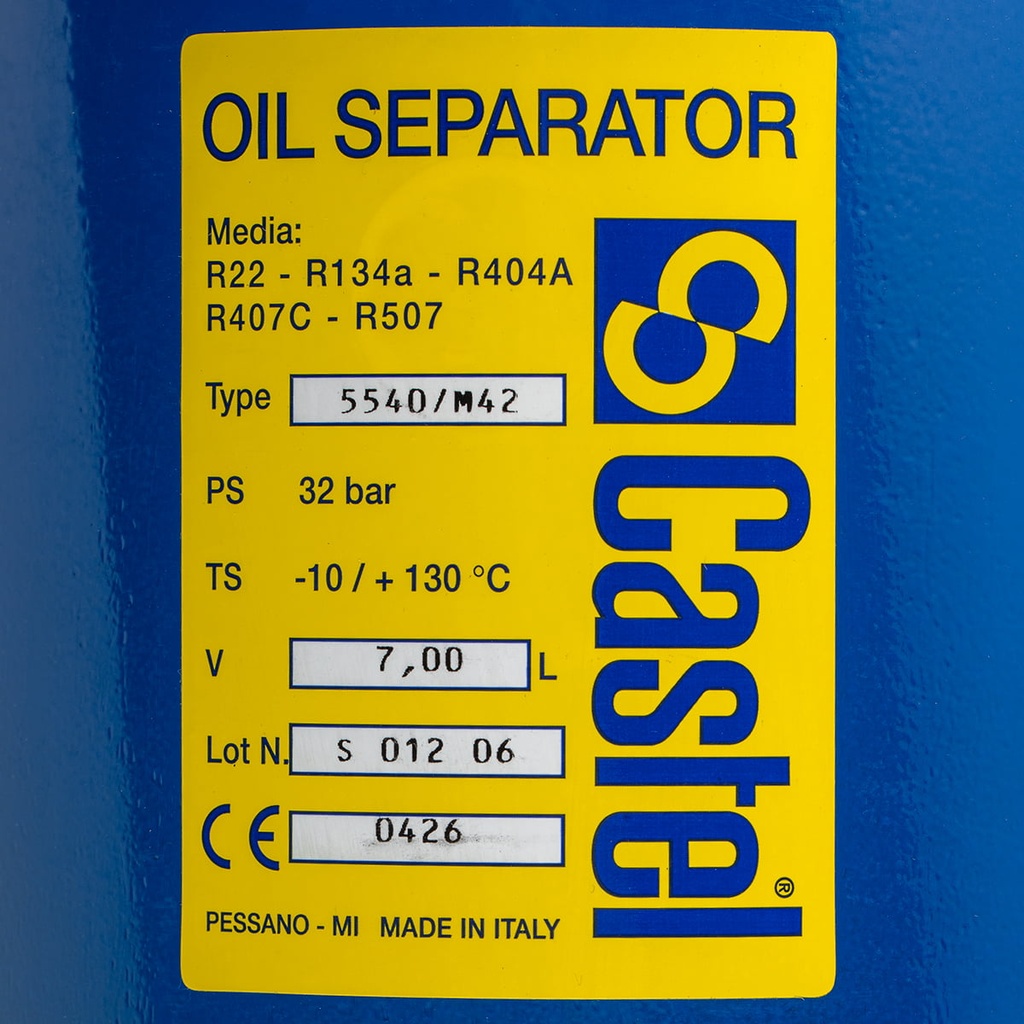 OIL SEPARATOR
Media:
R22 - R134a - R404A
R407C - R507
Type 5540/M42
PS 32 bar
TS -10 / + 130 °C
V 7,00 L
Lot N. S 012 06
CE 0426
PESSANO - MI MADE IN ITALY
Castel®